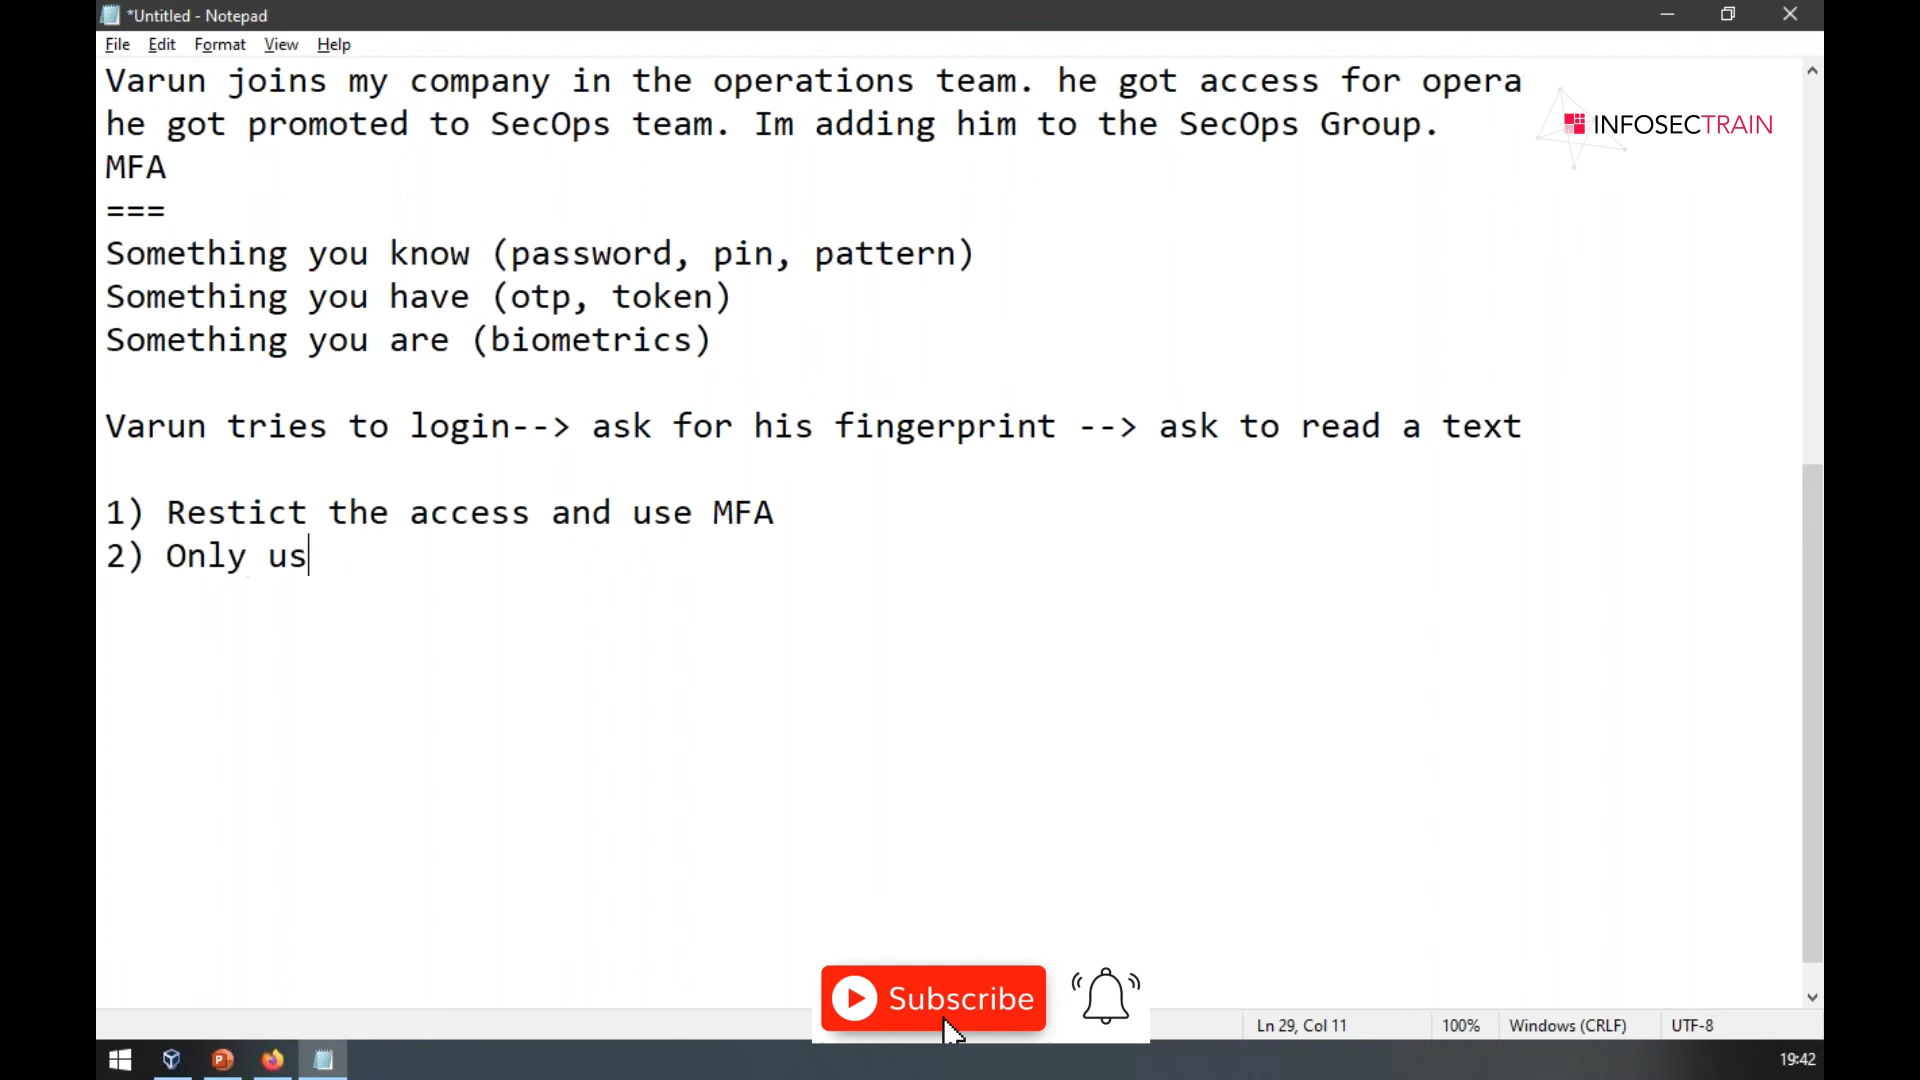 *Untitled - Notepad
File Edit Format View Help
Varun joins my company in the operations team. he got access for opera
he got promoted to SecOps team. Im adding him to the SecOps Group.
INFOSECTRAIN
MFA
===
Something you know (password, pin, pattern)
Something you have (otp, token)
Something you are (biometrics)
Varun tries to login--> ask for his fingerprint --> ask to read a text
1) Restict the access and use MFA
2) Only us
Subscribe
Ln 29, Col 11 100% Windows (CRLF) UTF-8
19:42